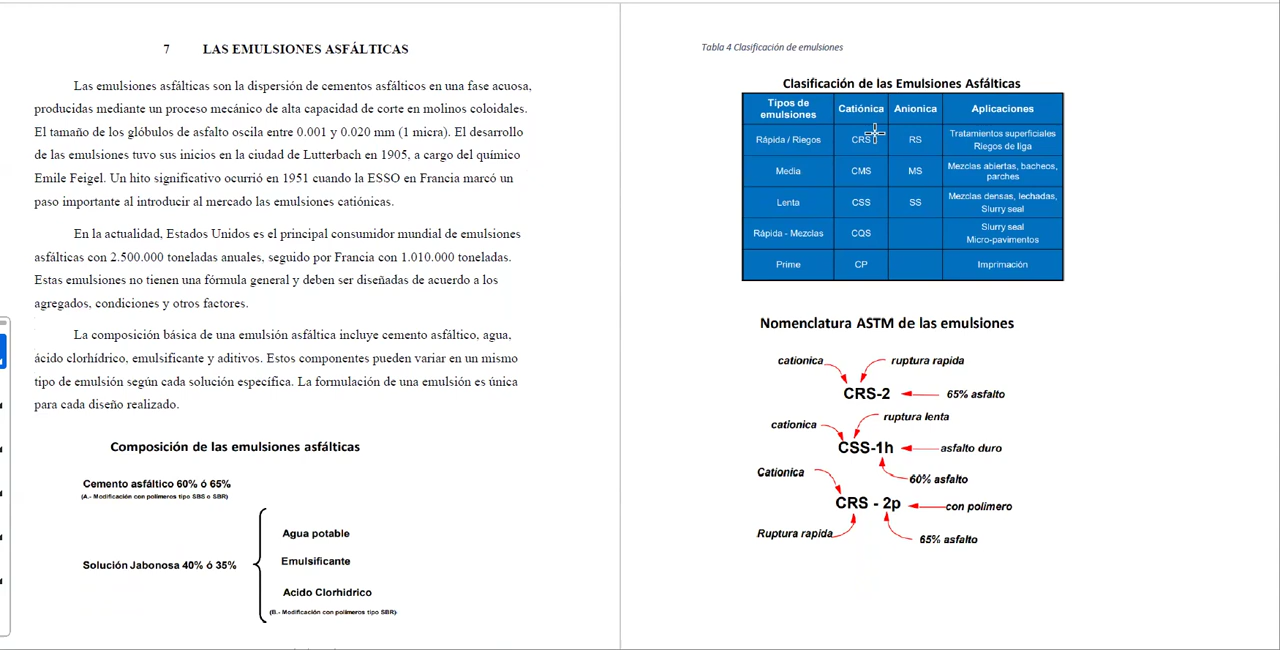 7 LAS EMULSIONES ASFÁLTICAS
Las emulsiones asfálticas son la dispersión de cementos asfálticos en una fase acuosa,
producidas mediante un proceso mecánico de alta capacidad de corte en molinos coloidales.
El tamaño de los glóbulos de asfalto oscila entre 0.001 y 0.020 mm (1 micra). El desarrollo
de las emulsiones tuvo sus inicios en la ciudad de Lutterbach en 1905, a cargo del químico
Emile Feigel. Un hito significativo ocurrió en 1951 cuando la ESSO en Francia marcó un
paso importante al introducir al mercado las emulsiones catiónicas.
En la actualidad, Estados Unidos es el principal consumidor mundial de emulsiones
asfálticas con 2.500.000 toneladas anuales, seguido por Francia con 1.010.000 toneladas.
Estas emulsiones no tienen una fórmula general y deben ser diseñadas de acuerdo a los
agregados, condiciones y otros factores.
La composición básica de una emulsión asfáltica incluye cemento asfáltico, agua,
ácido clorhídrico, emulsificante y aditivos. Estos componentes pueden variar en un mismo
tipo de emulsión según cada solución específica. La formulación de una emulsión es única
para cada diseño realizado.
Composición de las emulsiones asfálticas
Cemento asfáltico 60% ó 65%
(A.- Modificación con polimeros tipo SBS o SBR)
Solución Jabonosa 40% ó 35%
Agua potable
Emulsificante
Acido Clorhidrico
(B.- Modificación con polimeros tipo SBR)
Tabla 4 Clasificación de emulsiones
Clasificación de las Emulsiones Asfálticas
Tipos de emulsiones Catiónica Anionica Aplicaciones
Rápida / Riegos CRS RS Tratamientos superficiales Riegos de liga
Media CMS MS Mezclas abiertas, bacheos, parches
Lenta CSS SS Mezclas densas, lechadas, Slurry seal
Rápida - Mezclas CQS Slurry seal Micro-pavimentos
Prime CP Imprimación
Nomenclatura ASTM de las emulsiones
cationica ruptura rapida
CRS-2 65% asfalto
cationica ruptura lenta
CSS-1h asfalto duro
60% asfalto
Cationica
CRS - 2p con polimero
Ruptura rapida 65% asfalto